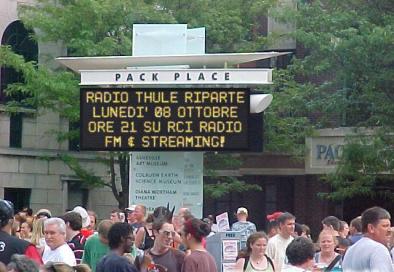 PACK PLACE
RADIO THULE RIPARTE
LUNEDI' 08 OTTOBRE
ORE 21 SU RCI RADIO
FM & STREAMING!
ASHEVILLE
ART MUSEUM
COLBURN EARTH
SCIENCE MUSEUM
DIANA WORTHAM
THEATRE
PAC